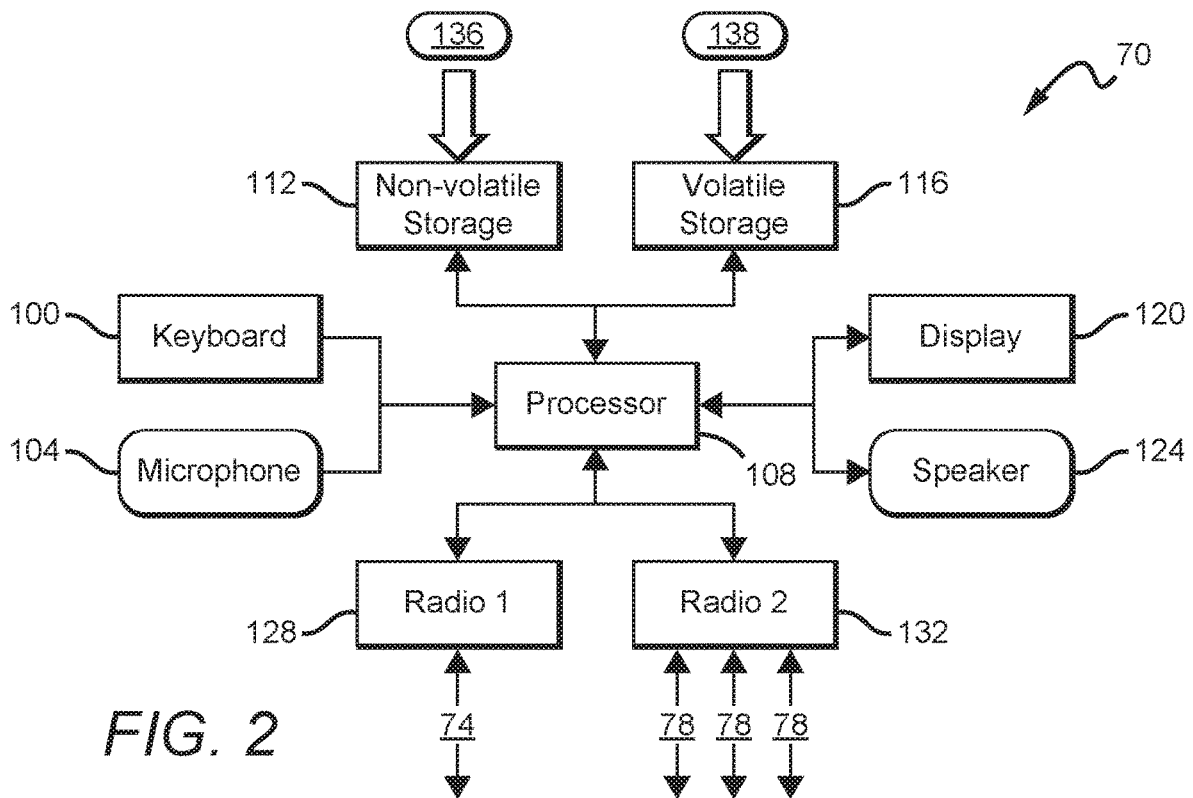 136
138
70
112
Non-volatile
Storage
Volatile
Storage
116
100
Keyboard
Display
120
Processor
104
Microphone
108
Speaker
124
Radio 1
Radio 2
128
132
FIG. 2
74
78
78
78